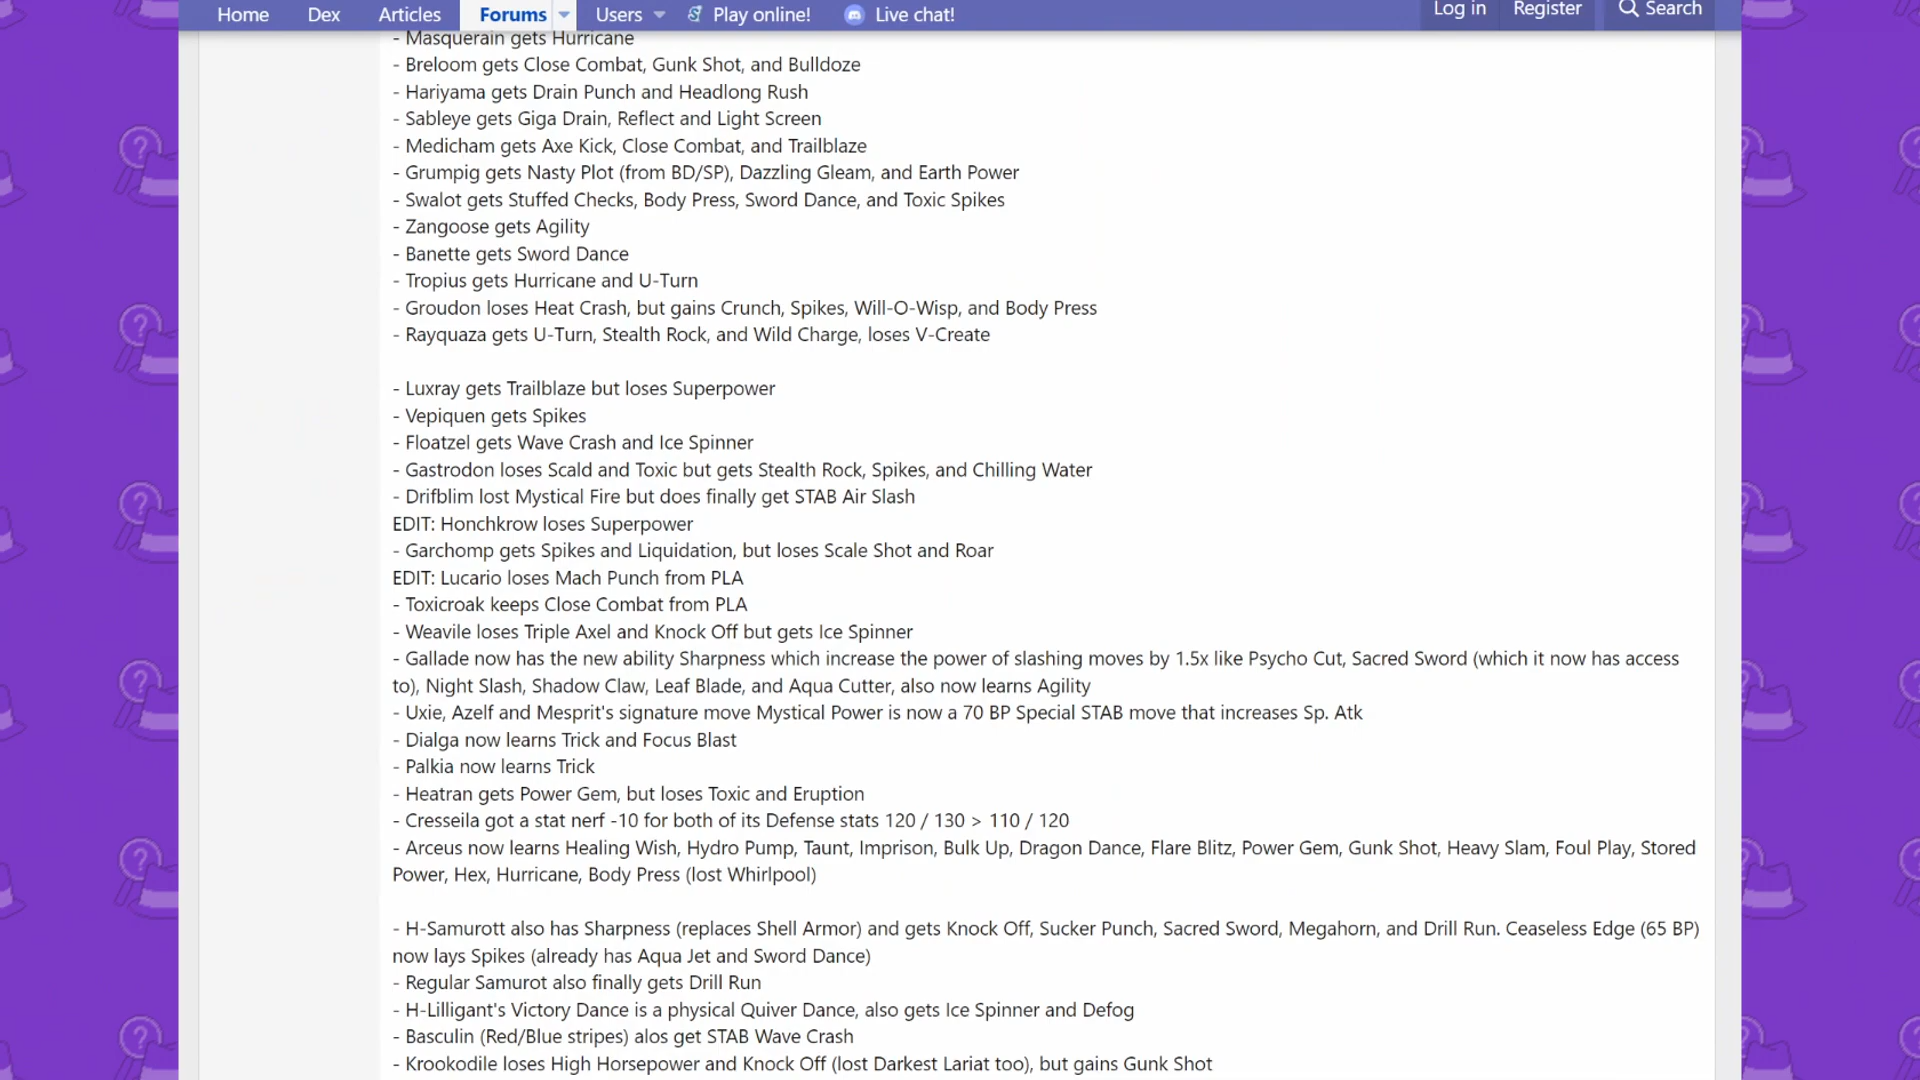 Home Dex Articles Forums Users Play online! Live chat! Log in Register Search
- Masquerain gets Hurricane
- Breloom gets Close Combat, Gunk Shot, and Bulldoze
- Hariyama gets Drain Punch and Headlong Rush
- Sableye gets Giga Drain, Reflect and Light Screen
- Medicham gets Axe Kick, Close Combat, and Trailblaze
- Grumpig gets Nasty Plot (from BD/SP), Dazzling Gleam, and Earth Power
- Swalot gets Stuffed Checks, Body Press, Sword Dance, and Toxic Spikes
- Zangoose gets Agility
- Banette gets Sword Dance
- Tropius gets Hurricane and U-Turn
- Groudon loses Heat Crash, but gains Crunch, Spikes, Will-O-Wisp, and Body Press
- Rayquaza gets U-Turn, Stealth Rock, and Wild Charge, loses V-Create
- Luxray gets Trailblaze but loses Superpower
- Vepiquen gets Spikes
- Floatzel gets Wave Crash and Ice Spinner
- Gastrodon loses Scald and Toxic but gets Stealth Rock, Spikes, and Chilling Water
- Drifblim lost Mystical Fire but does finally get STAB Air Slash
EDIT: Honchkrow loses Superpower
- Garchomp gets Spikes and Liquidation, but loses Scale Shot and Roar
EDIT: Lucario loses Mach Punch from PLA
- Toxicroak keeps Close Combat from PLA
- Weavile loses Triple Axel and Knock Off but gets Ice Spinner
- Gallade now has the new ability Sharpness which increase the power of slashing moves by 1.5x like Psycho Cut, Sacred Sword (which it now has access
to), Night Slash, Shadow Claw, Leaf Blade, and Aqua Cutter, also now learns Agility
- Uxie, Azelf and Mesprit's signature move Mystical Power is now a 70 BP Special STAB move that increases Sp. Atk
- Dialga now learns Trick and Focus Blast
- Palkia now learns Trick
- Heatran gets Power Gem, but loses Toxic and Eruption
- Cresseila got a stat nerf -10 for both of its Defense stats 120 / 130 > 110 / 120
- Arceus now learns Healing Wish, Hydro Pump, Taunt, Imprison, Bulk Up, Dragon Dance, Flare Blitz, Power Gem, Gunk Shot, Heavy Slam, Foul Play, Stored
Power, Hex, Hurricane, Body Press (lost Whirlpool)
- H-Samurott also has Sharpness (replaces Shell Armor) and gets Knock Off, Sucker Punch, Sacred Sword, Megahorn, and Drill Run. Ceaseless Edge (65 BP)
now lays Spikes (already has Aqua Jet and Sword Dance)
- Regular Samurot also finally gets Drill Run
- H-Lilligant's Victory Dance is a physical Quiver Dance, also gets Ice Spinner and Defog
- Basculin (Red/Blue stripes) alos get STAB Wave Crash
- Krookodile loses High Horsepower and Knock Off (lost Darkest Lariat too), but gains Gunk Shot